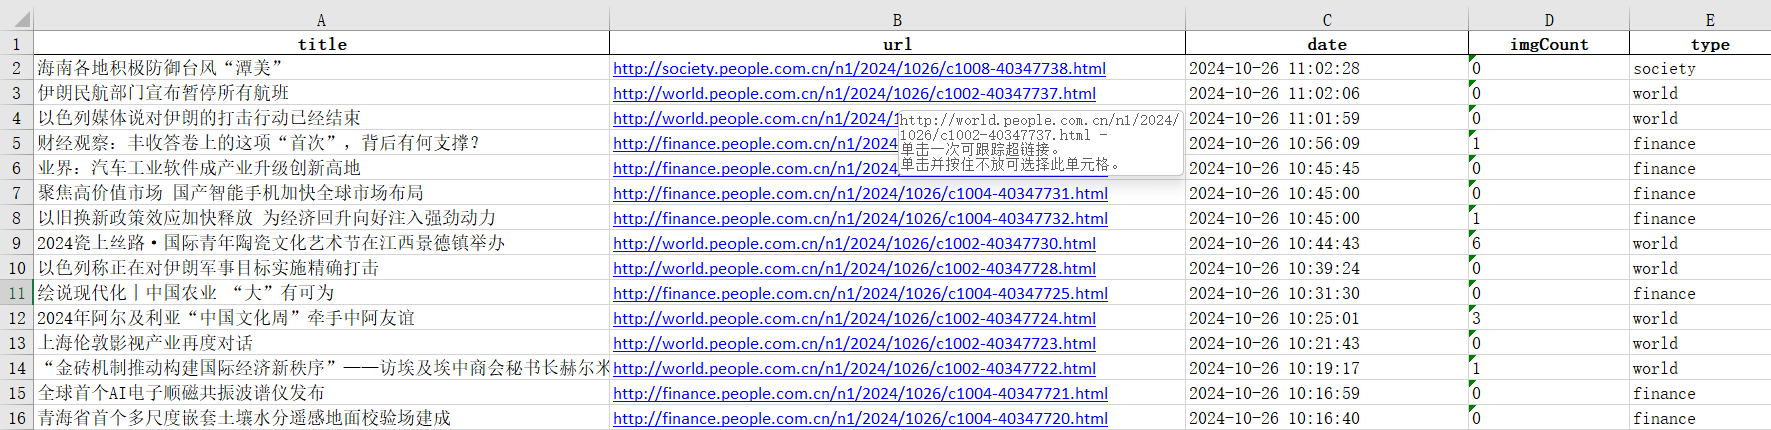 A B C D E
1 title url date imgCount type
2 海南各地积极防御台风“潭美” http://society.people.com.cn/n1/2024/1026/c1008-40347738.html 2024-10-26 11:02:28 0 society
3 伊朗民航部门宣布暂停所有航班 http://world.people.com.cn/n1/2024/1026/c1002-40347737.html 2024-10-26 11:02:06 0 world
4 以色列媒体说对伊朗的打击行动已经结束 http://world.people.com.cn/n1/2024/1 2024-10-26 11:01:59 0 world
http://world.people.com.cn/n1/2024/
1026/c1002-40347737.html -
单击一次可跟踪超链接。
单击并按住不放可选择此单元格。
5 财经观察：丰收答卷上的这项“首次”，背后有何支撑？ http://finance.people.com.cn/n1/2024 2024-10-26 10:56:09 1 finance
6 业界：汽车工业软件成产业升级创新高地 http://finance.people.com.cn/n1/2024 2024-10-26 10:45:45 0 finance
7 聚焦高价值市场 国产智能手机加快全球市场布局 http://finance.people.com.cn/n1/2024/1026/c1004-40347731.html 2024-10-26 10:45:00 0 finance
8 以旧换新政策效应加快释放 为经济回升向好注入强劲动力 http://finance.people.com.cn/n1/2024/1026/c1004-40347732.html 2024-10-26 10:45:00 1 finance
9 2024瓷上丝路·国际青年陶瓷文化艺术节在江西景德镇举办 http://world.people.com.cn/n1/2024/1026/c1002-40347730.html 2024-10-26 10:44:43 6 world
10 以色列称正在对伊朗军事目标实施精确打击 http://world.people.com.cn/n1/2024/1026/c1002-40347728.html 2024-10-26 10:39:24 0 world
11 绘说现代化丨中国农业 “大”有可为 http://finance.people.com.cn/n1/2024/1026/c1004-40347725.html 2024-10-26 10:31:30 0 finance
12 2024年阿尔及利亚“中国文化周”牵手中阿友谊 http://world.people.com.cn/n1/2024/1026/c1002-40347724.html 2024-10-26 10:25:01 3 world
13 上海伦敦影视产业再度对话 http://world.people.com.cn/n1/2024/1026/c1002-40347723.html 2024-10-26 10:21:43 0 world
14 “金砖机制推动构建国际经济新秩序”——访埃及埃中商会秘书长赫尔米 http://world.people.com.cn/n1/2024/1026/c1002-40347722.html 2024-10-26 10:19:17 1 world
15 全球首个AI电子顺磁共振波谱仪发布 http://finance.people.com.cn/n1/2024/1026/c1004-40347721.html 2024-10-26 10:16:59 0 finance
16 青海省首个多尺度嵌套土壤水分遥感地面校验场建成 http://finance.people.com.cn/n1/2024/1026/c1004-40347720.html 2024-10-26 10:16:40 0 finance